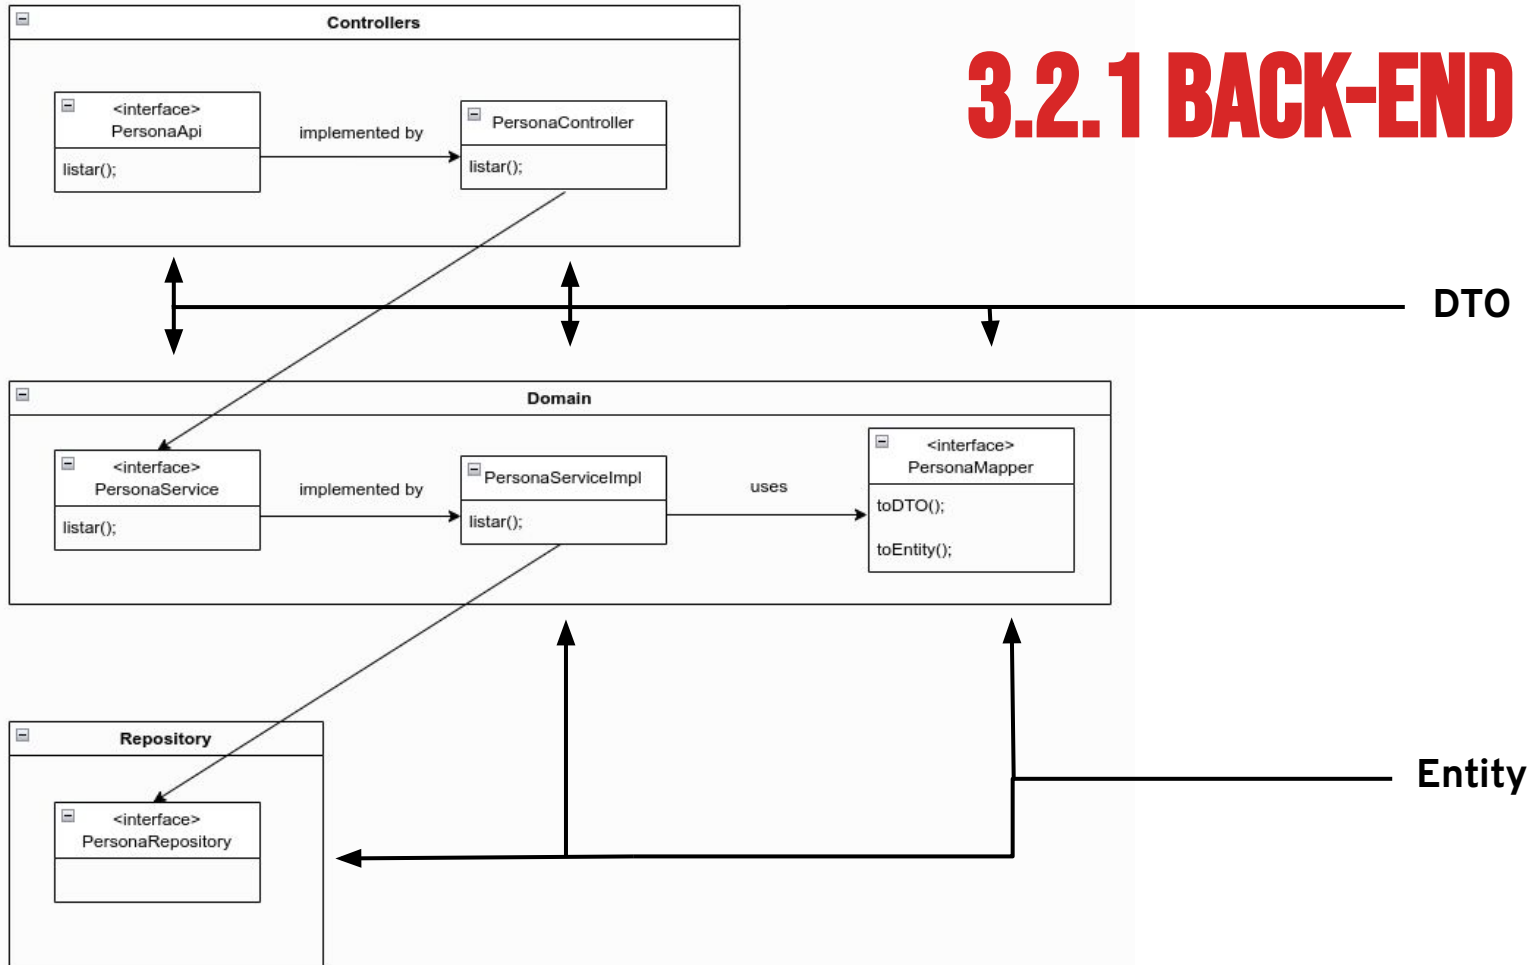 Controllers
3.2.1 BACK-END
<interface>
PersonaApi
listar();
implemented by
PersonaController
listar();
DTO
Domain
<interface>
PersonaService
listar();
implemented by
PersonaServiceImpl
listar();
uses
<interface>
PersonaMapper
toDTO();
toEntity();
Repository
<interface>
PersonaRepository
Entity